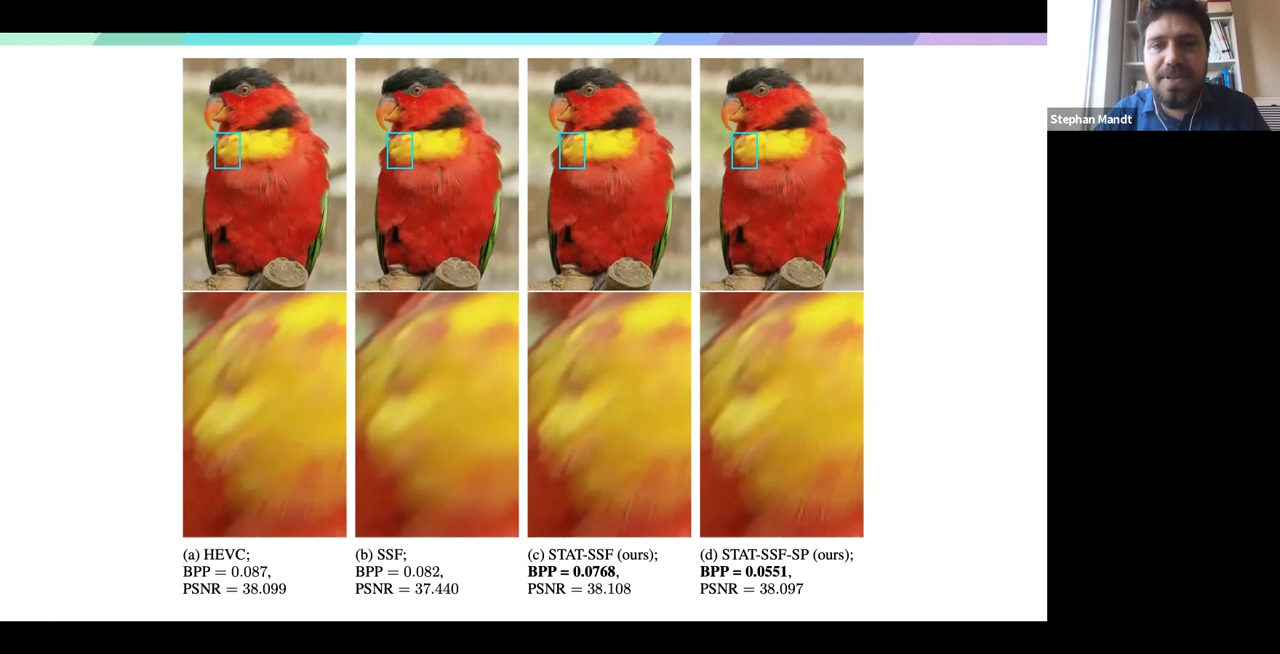 Stephan Mandt
(a) HEVC;
BPP = 0.087,
PSNR = 38.099
(b) SSF;
BPP = 0.082,
PSNR = 37.440
(c) STAT-SSF (ours);
BPP = 0.0768,
PSNR = 38.108
(d) STAT-SSF-SP (ours);
BPP = 0.0551,
PSNR = 38.097